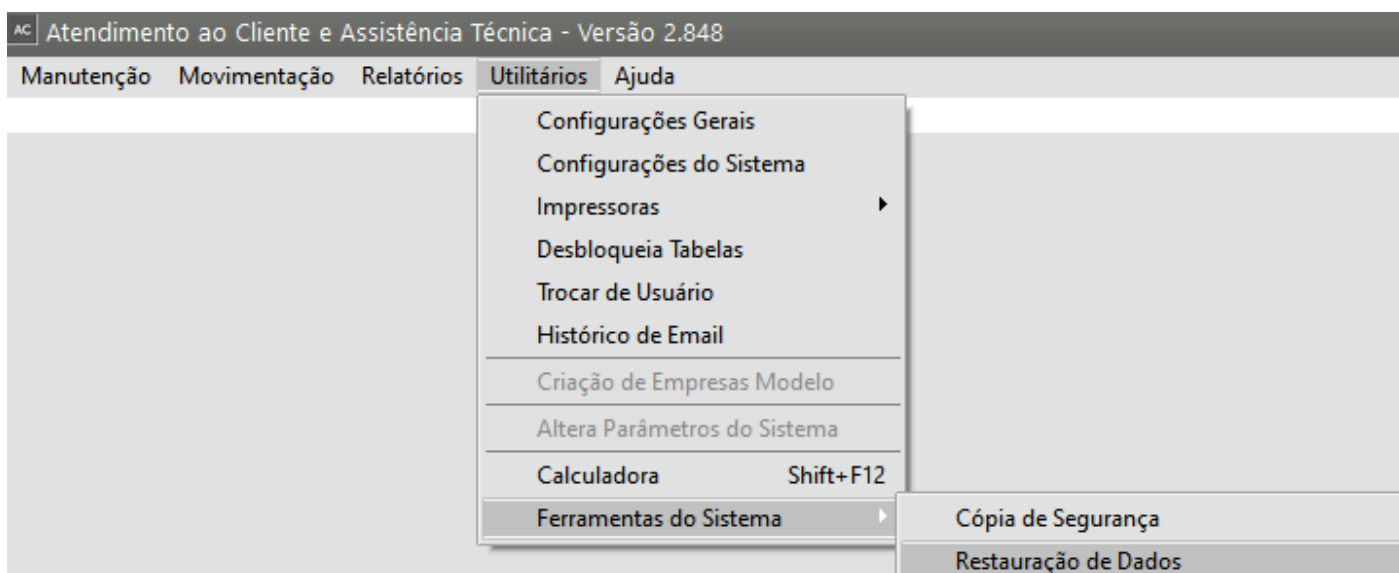 AC Atendimento ao Cliente e Assistência Técnica - Versão 2.848
Manutenção Movimentação Relatórios Utilitários Ajuda
Configurações Gerais
Configurações do Sistema
Impressoras
Desbloqueia Tabelas
Trocar de Usuário
Histórico de Email
Criação de Empresas Modelo
Altera Parâmetros do Sistema
Calculadora Shift+F12
Ferramentas do Sistema
Cópia de Segurança
Restauração de Dados